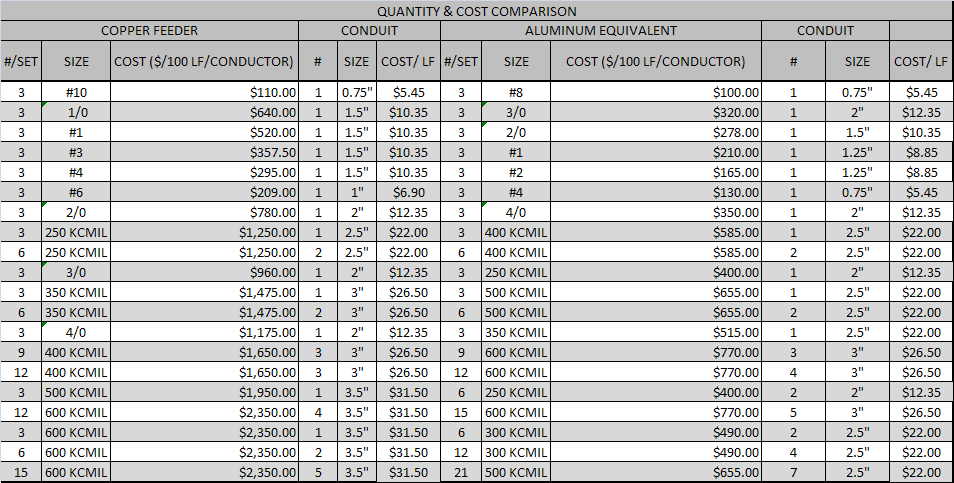 QUANTITY & COST COMPARISON
COPPER FEEDER CONDUIT ALUMINUM EQUIVALENT CONDUIT
#/SET SIZE COST ($/100 LF/CONDUCTOR) # SIZE COST/ LF #/SET SIZE COST ($/100 LF/CONDUCTOR) # SIZE COST/ LF
3 #10 $110.00 1 0.75" $5.45 3 #8 $100.00 1 0.75" $5.45
3 1/0 $640.00 1 1.5" $10.35 3 3/0 $320.00 1 2" $12.35
3 #1 $520.00 1 1.5" $10.35 3 2/0 $278.00 1 1.5" $10.35
3 #3 $357.50 1 1.5" $10.35 3 #1 $210.00 1 1.25" $8.85
3 #4 $295.00 1 1.5" $10.35 3 #2 $165.00 1 1.25" $8.85
3 #6 $209.00 1 1" $6.90 3 #4 $130.00 1 0.75" $5.45
3 2/0 $780.00 1 2" $12.35 3 4/0 $350.00 1 2" $12.35
3 250 KCMIL $1,250.00 1 2.5" $22.00 3 400 KCMIL $585.00 1 2.5" $22.00
6 250 KCMIL $1,250.00 2 2.5" $22.00 6 400 KCMIL $585.00 2 2.5" $22.00
3 3/0 $960.00 1 2" $12.35 3 250 KCMIL $400.00 1 2" $12.35
3 350 KCMIL $1,475.00 1 3" $26.50 3 500 KCMIL $655.00 1 2.5" $22.00
6 350 KCMIL $1,475.00 2 3" $26.50 6 500 KCMIL $655.00 2 2.5" $22.00
3 4/0 $1,175.00 1 2" $12.35 3 350 KCMIL $515.00 1 2.5" $22.00
9 400 KCMIL $1,650.00 3 3" $26.50 9 600 KCMIL $770.00 3 3" $26.50
12 400 KCMIL $1,650.00 3 3" $26.50 12 600 KCMIL $770.00 4 3" $26.50
3 500 KCMIL $1,950.00 1 3.5" $31.50 6 250 KCMIL $400.00 2 2" $12.35
12 600 KCMIL $2,350.00 4 3.5" $31.50 15 600 KCMIL $770.00 5 3" $26.50
3 600 KCMIL $2,350.00 1 3.5" $31.50 6 300 KCMIL $490.00 2 2.5" $22.00
6 600 KCMIL $2,350.00 2 3.5" $31.50 12 300 KCMIL $490.00 4 2.5" $22.00
15 600 KCMIL $2,350.00 5 3.5" $31.50 21 500 KCMIL $655.00 7 2.5" $22.00